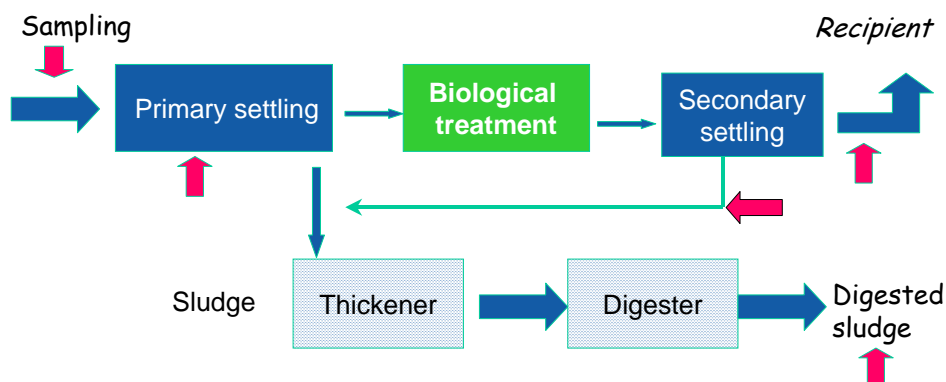 Sampling
Recipient
Primary settling
Biological
treatment
Secondary
settling
Sludge
Thickener
Digester
Digested
sludge